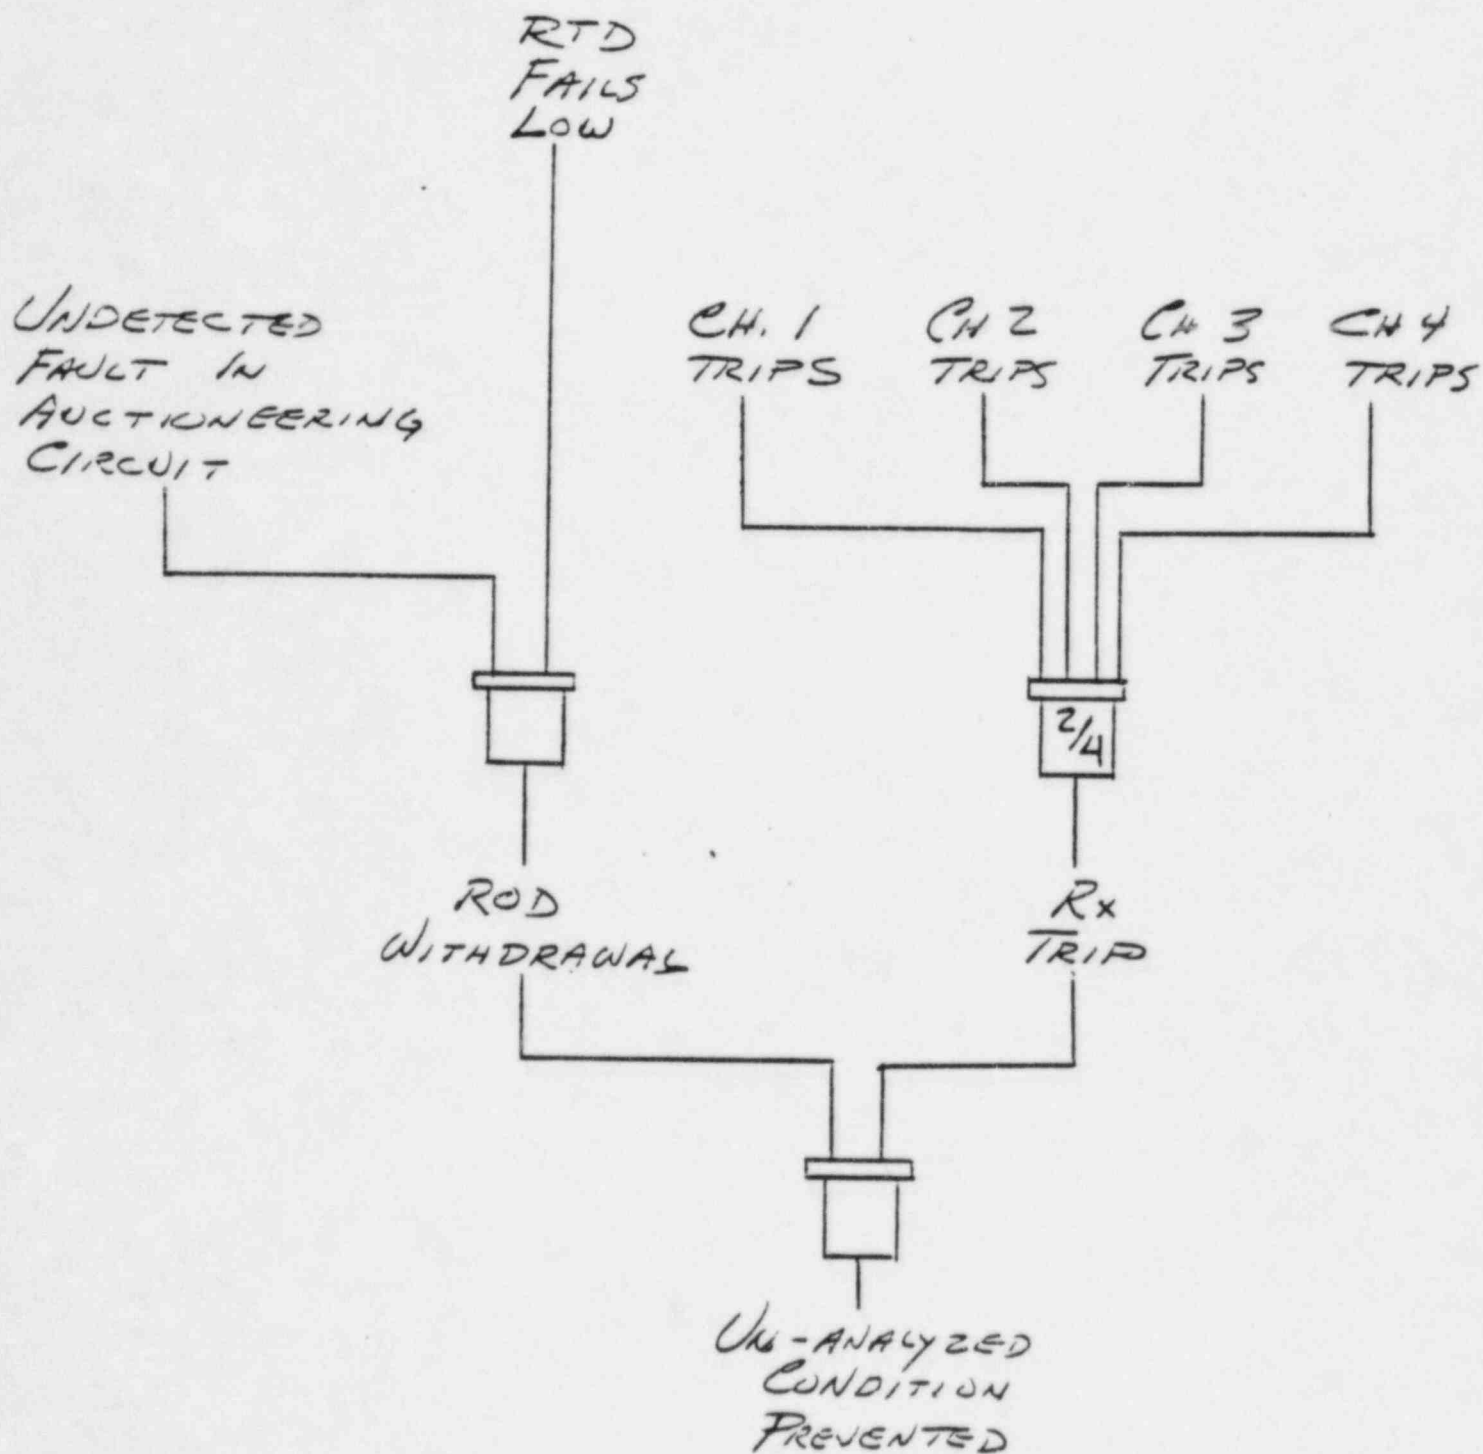 RTD
FAILS
LOW
UNDETECTED
FAULT IN
AUCTIONEERING
CIRCUIT
CH. 1
TRIPS
CH 2
TRIPS
CH 3
TRIPS
CH 4
TRIPS
2/4
ROD
WITHDRAWAL
Rx
TRIP
UN-ANALYZED
CONDITION
PREVENTED